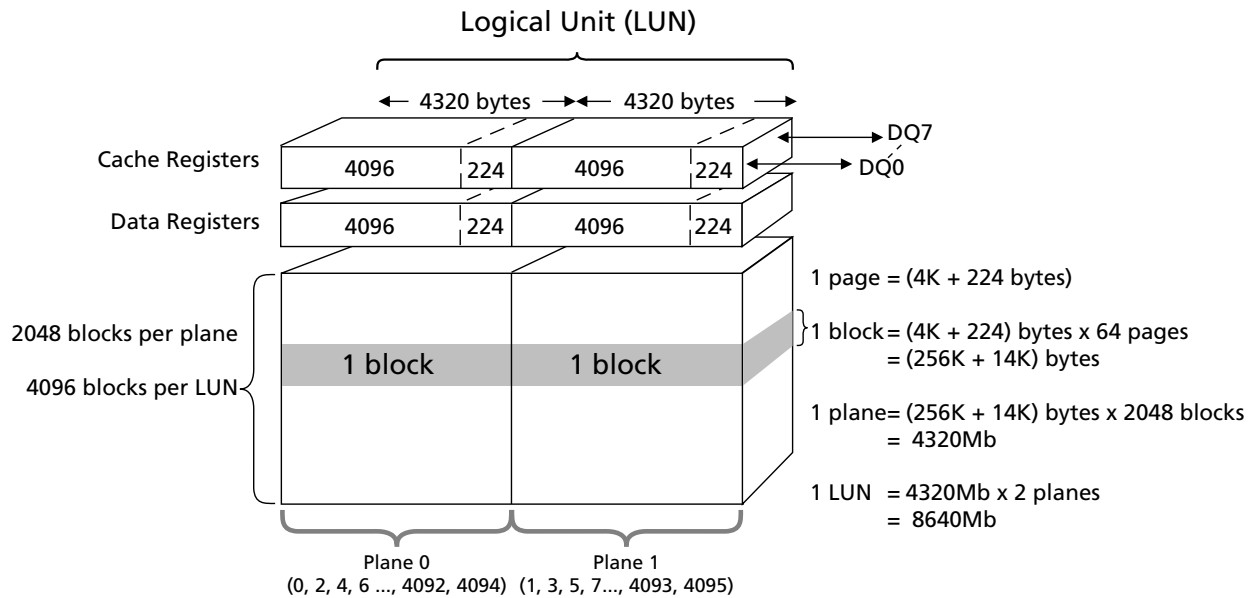 Logical Unit (LUN)
4320 bytes
4320 bytes
Cache Registers
4096
224
4096
224
DQ7
DQ0
Data Registers
4096
224
4096
224
2048 blocks per plane
4096 blocks per LUN
1 block
1 block
1 page = (4K + 224 bytes)
1 block = (4K + 224) bytes x 64 pages
= (256K + 14K) bytes
1 plane= (256K + 14K) bytes x 2048 blocks
= 4320Mb
1 LUN = 4320Mb x 2 planes
= 8640Mb
Plane 0
(0, 2, 4, 6 ..., 4092, 4094)
Plane 1
(1, 3, 5, 7..., 4093, 4095)